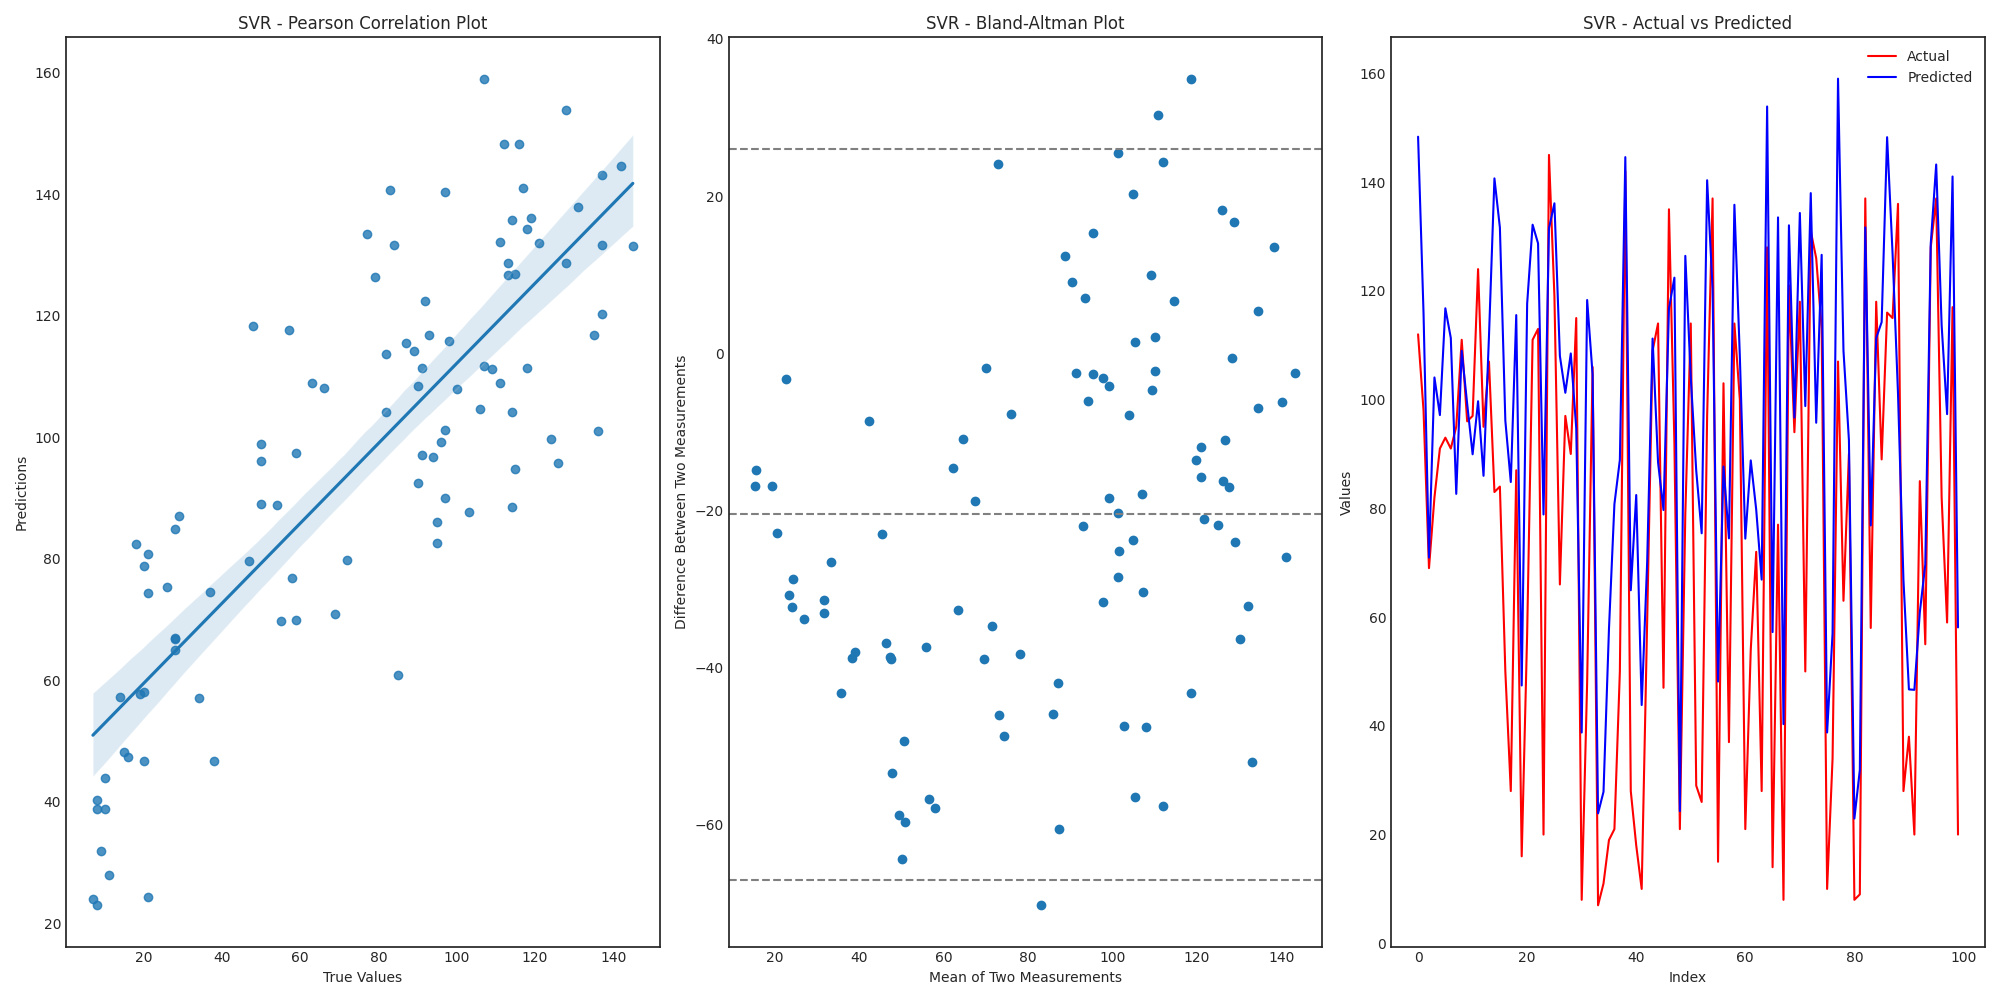 SVR - Pearson Correlation Plot
160
140
120
100
80
60
40
20
Predictions
20 40 60 80 100 120 140
True Values
SVR - Bland-Altman Plot
40
20
0
−20
−40
−60
Difference Between Two Measurements
20 40 60 80 100 120 140
Mean of Two Measurements
SVR - Actual vs Predicted
Actual
Predicted
160
140
120
100
80
60
40
20
0
Values
0 20 40 60 80 100
Index